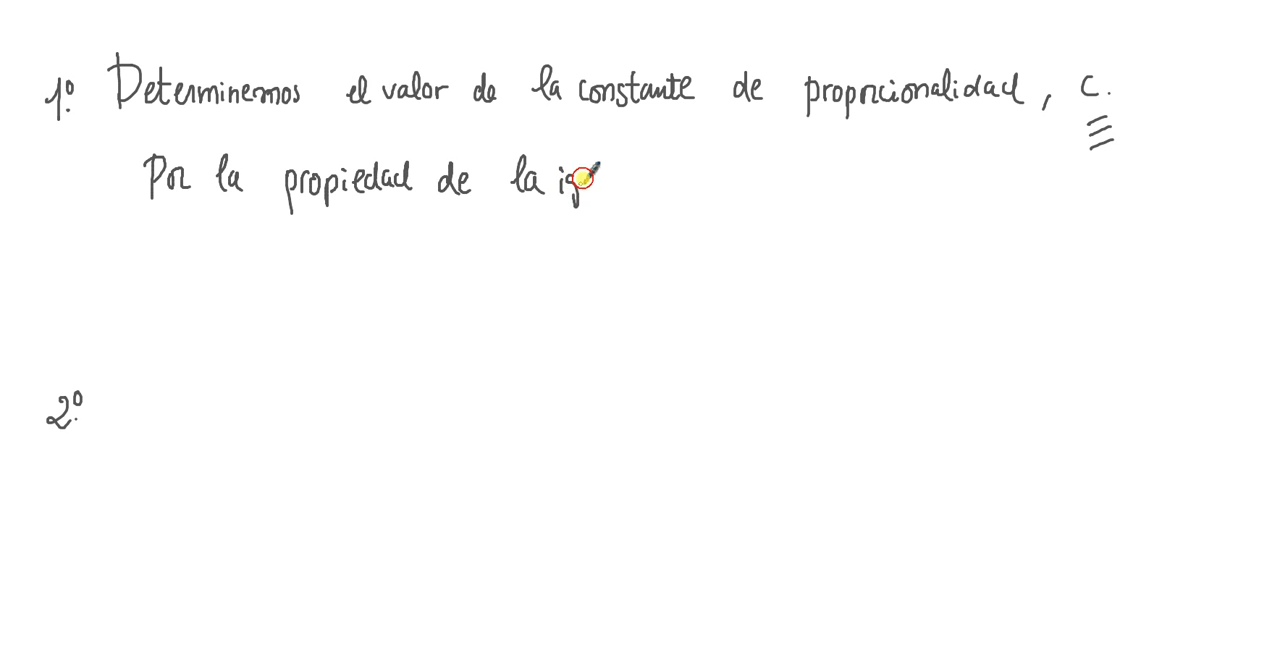 1º. Determinemos el valor de la constante de proporcionalidad, c.
Por la propiedad de la ig
2º.